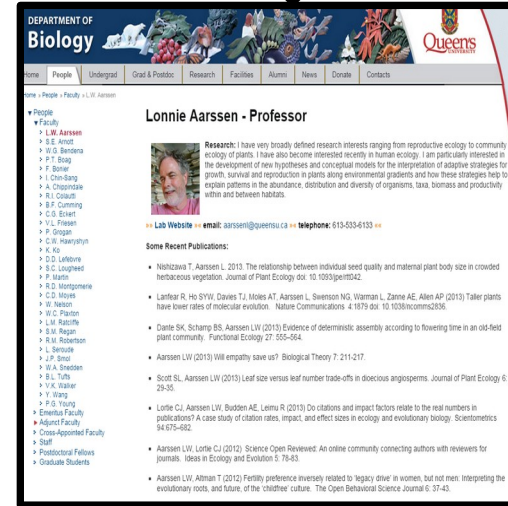 DEPARTMENT OF
Biology
Queen's
Home People Undergrad Grad & Postdoc Research Facilities Alumni News Donate Contacts
Home » People » Faculty » L.W. Aarssen
People
Faculty
L.W. Aarssen
S.E. Arnott
W.G. Bendena
P.T. Boag
F. Bonier
I. Chin-Sang
A. Chippindale
R.I. Colautti
B.F. Cumming
C.G. Eckert
V.L. Friesen
P. Grogan
C.W. Hawryshyn
K. Ko
D.D. Lefebvre
S.C. Lougheed
P. Martin
R.D. Montgomerie
C.D. Moyes
W. Nelson
W.C. Plaxton
L.M. Ratcliffe
S.M. Regan
R.M. Robertson
L. Seroude
J.P. Smol
W.A. Snedden
B.L. Tufts
V.K. Walker
Y. Wang
P.G. Young
Emeritus Faculty
Adjunct Faculty
Cross-Appointed Faculty
Staff
Postdoctoral Fellows
Graduate Students
Lonnie Aarssen - Professor
Research: I have very broadly defined research interests ranging from reproductive ecology to community
ecology of plants. I have also become interested recently in human ecology. I am particularly interested in
the development of new hypotheses and conceptual models for the interpretation of adaptive strategies for
growth, survival and reproduction in plants along environmental gradients and how these strategies help to
explain patterns in the abundance, distribution and diversity of organisms, taxa, biomass and productivity
within and between habitats.
»» Lab Website »« email: aarssenl@queensu.ca »« telephone: 613-533-6133 ««
Some Recent Publications:
Nishizawa T, Aarssen L. 2013. The relationship between individual seed quality and maternal plant body size in crowded
herbaceous vegetation. Journal of Plant Ecology doi: 10.1093/jpe/rtt042.
Lanfear R, Ho SYW, Davies TJ, Moles AT, Aarssen L, Swenson NG, Warman L, Zanne AE, Allen AP (2013) Taller plants
have lower rates of molecular evolution. Nature Communications 4:1879 doi: 10.1038/ncomms2836.
Dante SK, Schamp BS, Aarssen LW (2013) Evidence of deterministic assembly according to flowering time in an old-field
plant community. Functional Ecology 27: 555–564.
Aarssen LW (2013) Will empathy save us? Biological Theory 7: 211-217.
Scott SL, Aarssen LW (2013) Leaf size versus leaf number trade-offs in dioecious angiosperms. Journal of Plant Ecology 6:
29-35.
Lortie CJ, Aarssen LW, Budden AE, Leimu R (2013) Do citations and impact factors relate to the real numbers in
publications? A case study of citation rates, impact, and effect sizes in ecology and evolutionary biology. Scientometrics
94:675–682.
Aarssen LW, Lortie CJ (2012) Science Open Reviewed: An online community connecting authors with reviewers for
journals. Ideas in Ecology and Evolution 5: 78-83.
Aarssen LW, Altman T (2012) Fertility preference inversely related to 'legacy drive' in women, but not men: Interpreting the
evolutionary roots, and future, of the 'childfree' culture. The Open Behavioral Science Journal 6: 37-43.